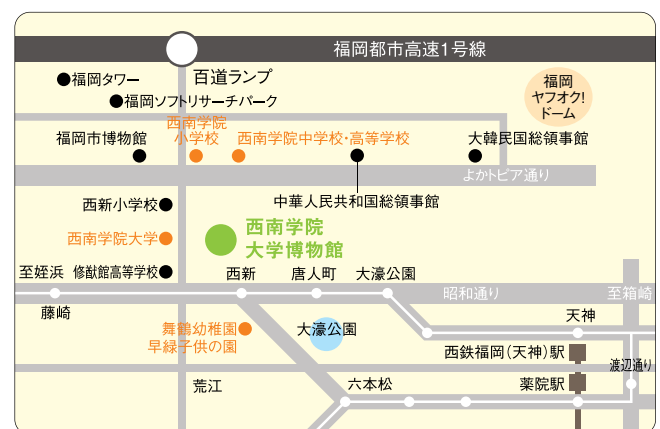 福岡都市高速1号線
百道ランプ
福岡タワー
福岡ソフトリサーチパーク
福岡
ヤフオク!
ドーム
福岡市博物館
西南学院
小学校
西南学院中学校・高等学校
大韓民国総領事館
よかトピア通り
中華人民共和国総領事館
西新小学校
西南学院大学
西南学院
大学博物館
至姪浜
修猷館高等学校
西新
唐人町
大濠公園
昭和通り
至箱崎
藤崎
天神
舞鶴幼稚園
早緑子供の園
大濠公園
西鉄福岡(天神)駅
渡辺通り
荒江
六本松
薬院駅